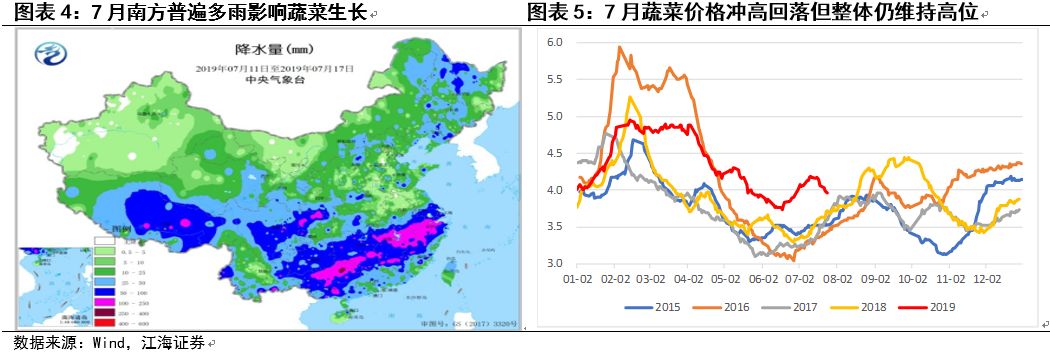 图表 4：7 月南方普遍多雨影响蔬菜生长
降水量(mm)
2019年07月11日至2019年07月17日
中央气象台
图例
0.5 - 5
5 - 10
10 - 25
25 - 50
50 - 100
100 - 250
250 - 400
400 - 600
南海诸岛
审图号：GS (2017) 3320号
图表 5：7 月蔬菜价格冲高回落但整体仍维持高位
6.0
5.5
5.0
4.5
4.0
3.5
3.0
01-02 02-02 03-02 04-02 05-02 06-02 07-02 08-02 09-02 10-02 11-02 12-02
2015 2016 2017 2018 2019
数据来源：Wind，江海证券